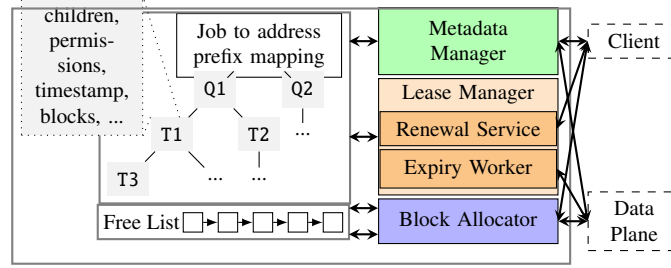 children,
permis-
sions,
timestamp,
blocks, ...
Job to address
prefix mapping
Q1
Q2
T1
T2
...
T3
...
...
Free List
Metadata
Manager
Lease Manager
Renewal Service
Expiry Worker
Block Allocator
Client
Data
Plane